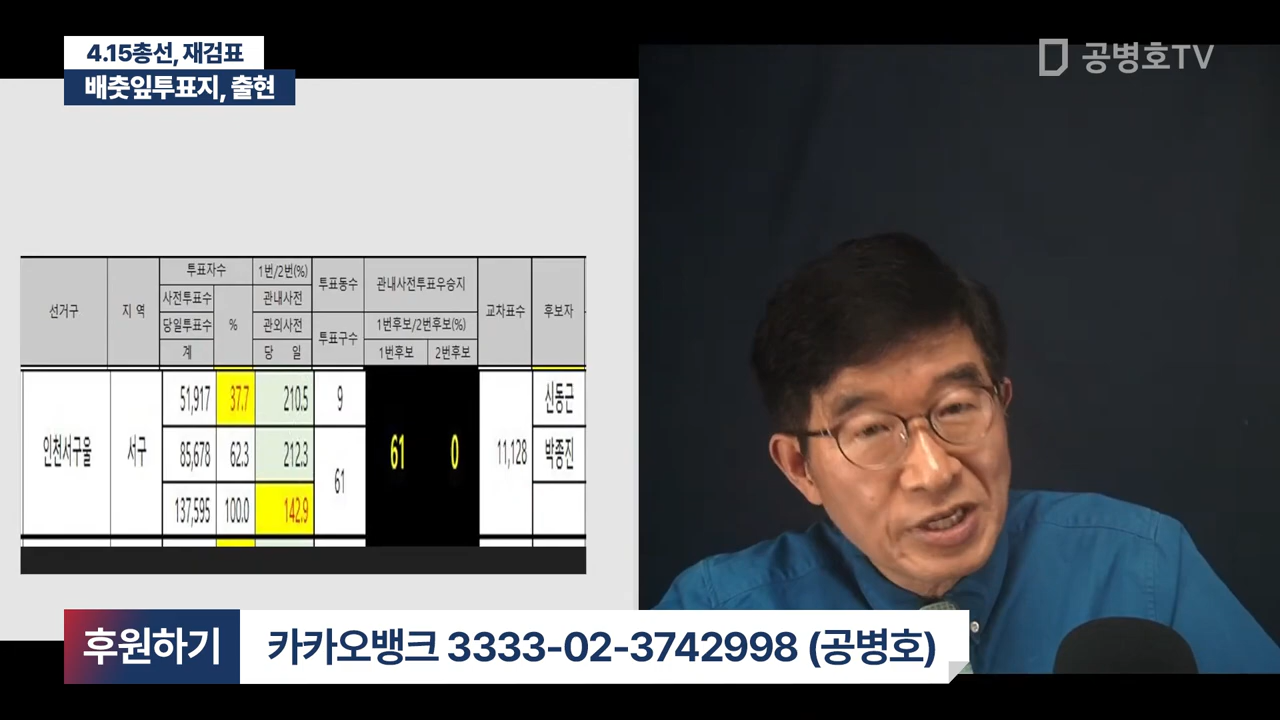 4.15총선, 재검표
배춧잎투표지, 출현
공병호TV
선거구
지 역
투표자수
사전투표수
당일투표수
계
%
1번/2번(%)
관내사전
관외사전
당 일
투표동수
투표구수
관내사전투표우승지
1번후보/2번후보(%)
1번후보
2번후보
교차표수
후보자
인천서구을
서구
51,917
37.7
210.5
9
85,678
62.3
212.3
61
137,595
100.0
142.9
61
0
11,128
신동근
박종진
후원하기
카카오뱅크 3333-02-3742998 (공병호)